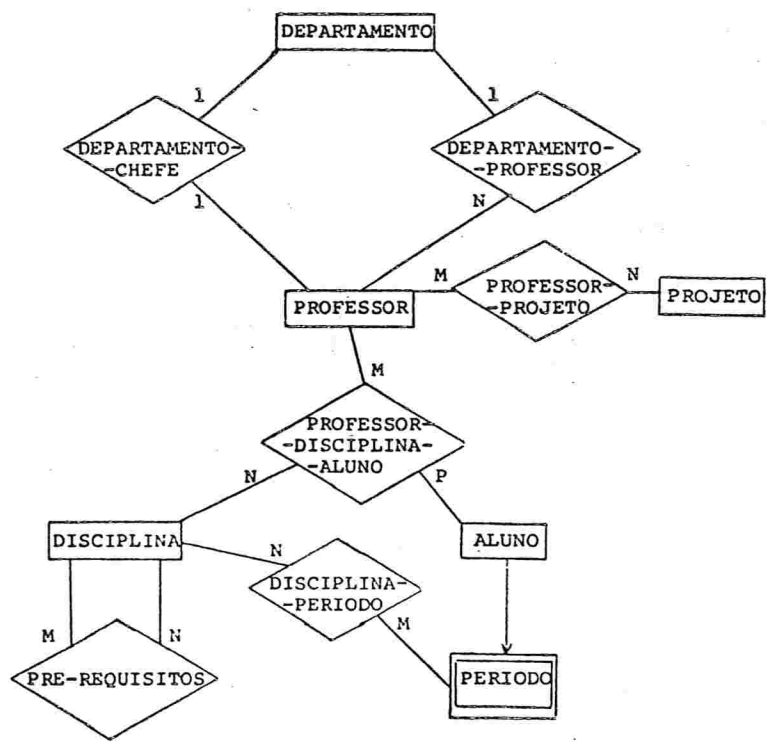 DEPARTAMENTO
1
1
DEPARTAMENTO-
-CHEFE
DEPARTAMENTO-
-PROFESSOR
1
N
M
N
PROFESSOR
PROFESSOR-
-PROJETO
PROJETO
M
PROFESSOR-
-DISCIPLINA-
-ALUNO
N
P
DISCIPLINA
ALUNO
N
DISCIPLINA-
-PERIODO
M
N
M
PRE-REQUISITOS
PERIODO